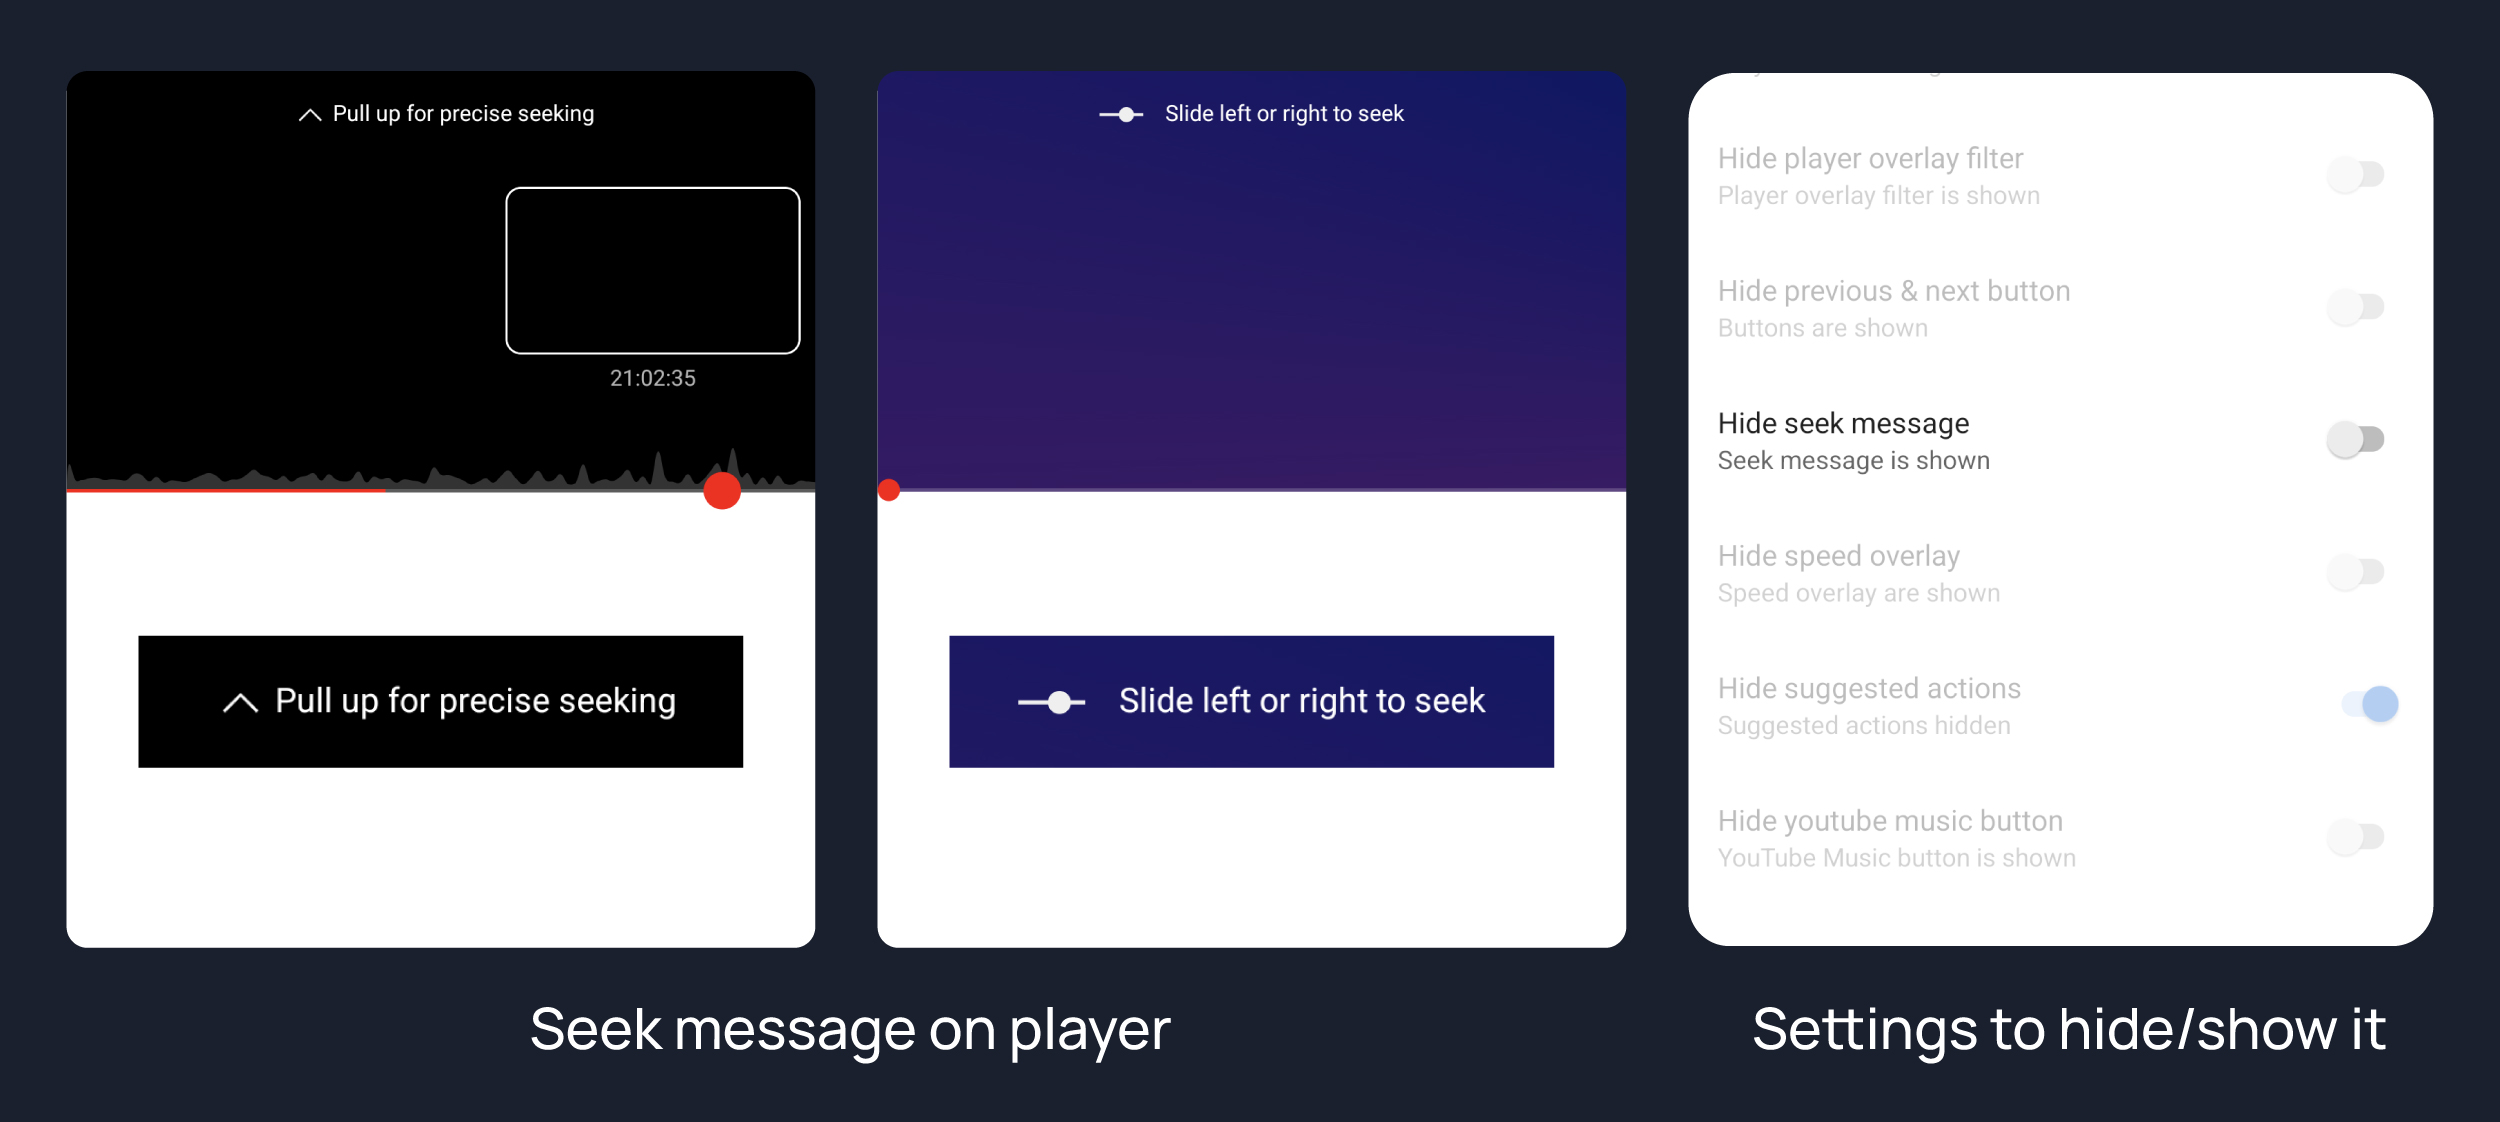 Pull up for precise seeking
21:02:35
Pull up for precise seeking
Slide left or right to seek
Slide left or right to seek
Hide player overlay filter
Player overlay filter is shown
Hide previous & next button
Buttons are shown
Hide seek message
Seek message is shown
Hide speed overlay
Speed overlay are shown
Hide suggested actions
Suggested actions hidden
Hide youtube music button
YouTube Music button is shown
Seek message on player
Settings to hide/show it